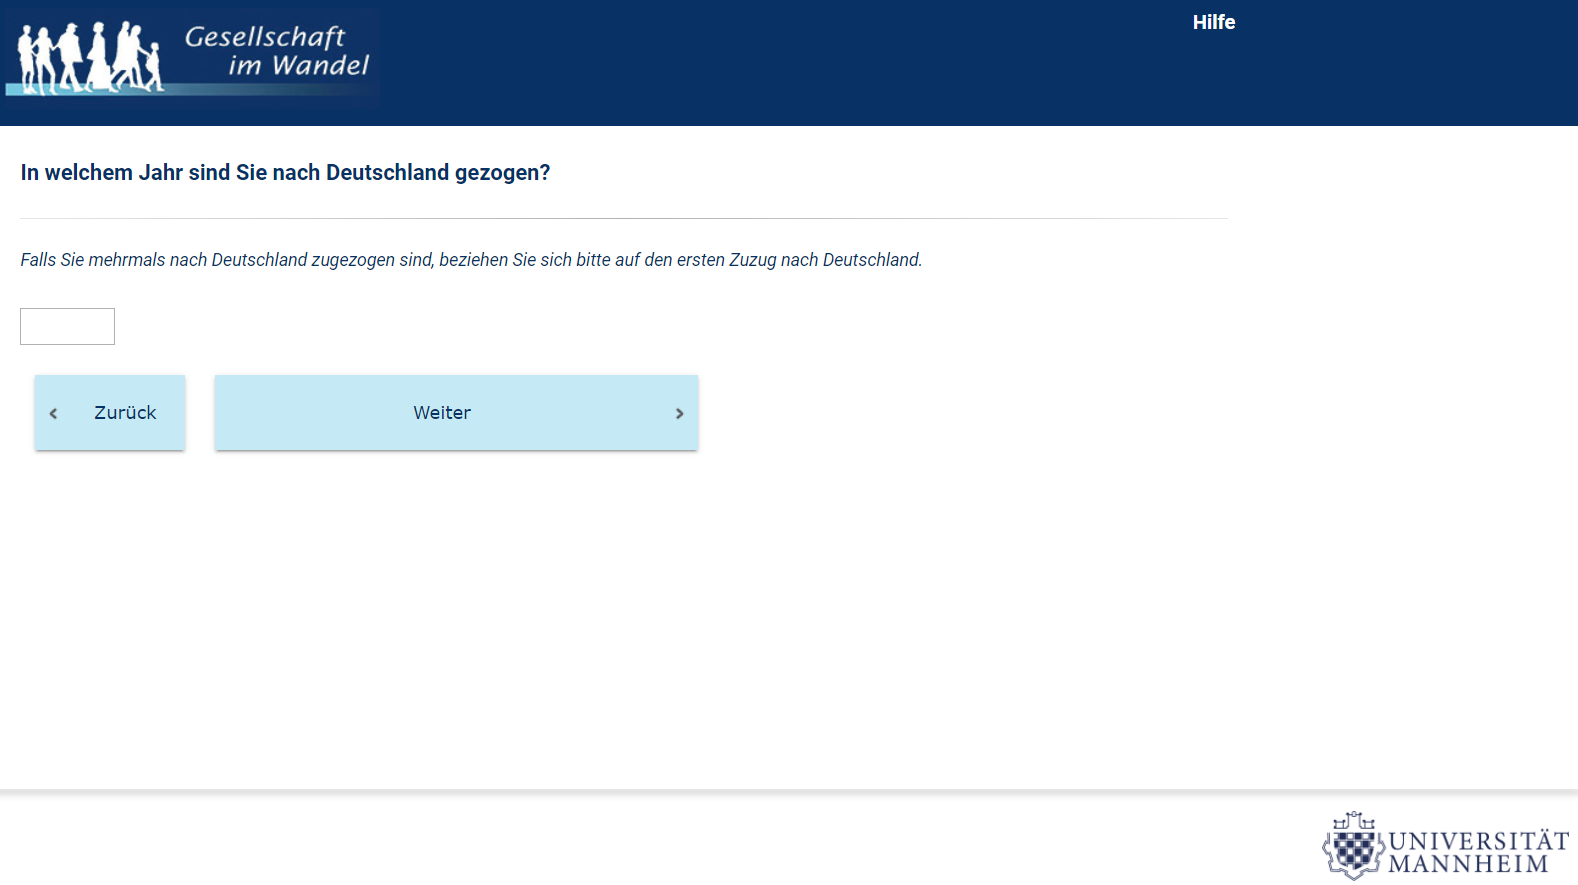 Gesellschaft
im Wandel
Hilfe
In welchem Jahr sind Sie nach Deutschland gezogen?
Falls Sie mehrmals nach Deutschland zugezogen sind, beziehen Sie sich bitte auf den ersten Zuzug nach Deutschland.
Zurück
Weiter
UNIVERSITÄT
MANNHEIM